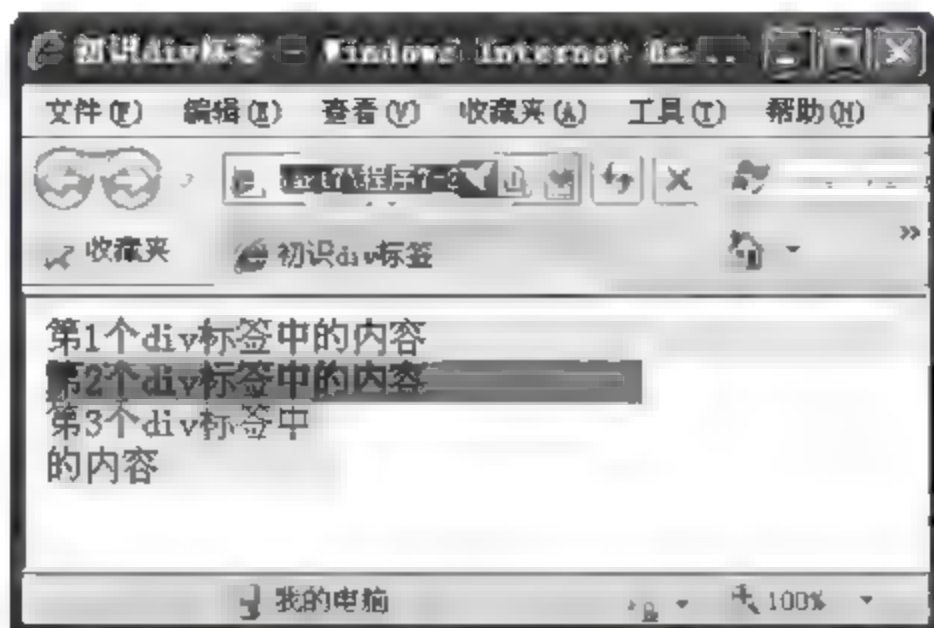 初识div标签 - Windows Internet Ex...
文件(F) 编辑(E) 查看(V) 收藏夹(A) 工具(T) 帮助(H)
程序7-
收藏夹 初识div标签 »
第1个div标签中的内容
第2个div标签中的内容
第3个div标签中
的内容
我的电脑 100%